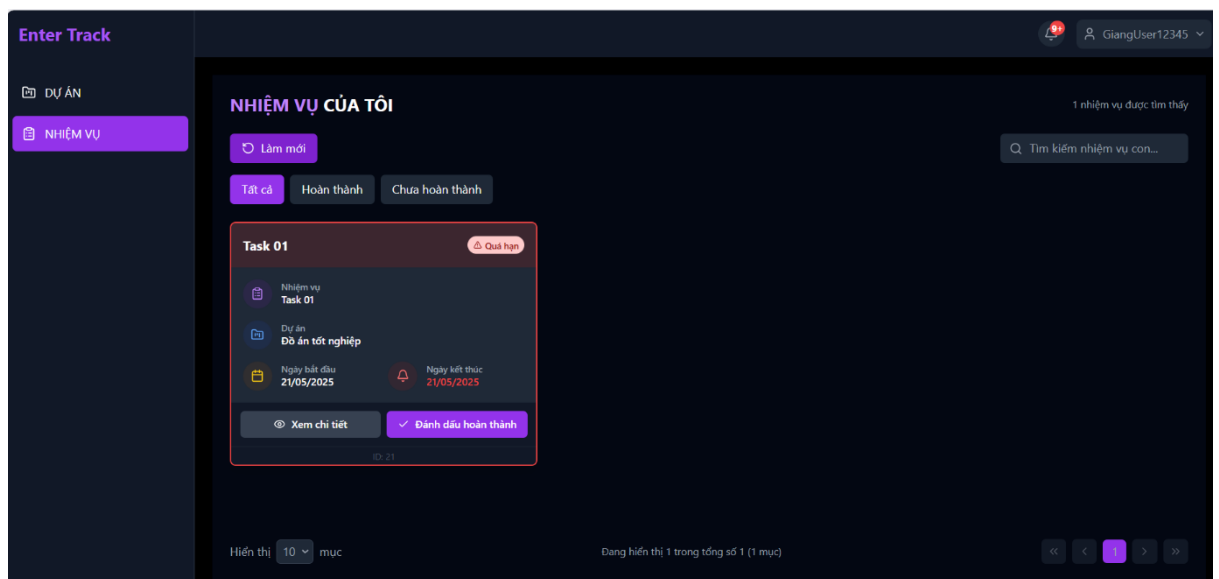 Enter Track
9+
GiangUser12345
DỰ ÁN
NHIỆM VỤ
NHIỆM VỤ CỦA TÔI
1 nhiệm vụ được tìm thấy
Làm mới
Tìm kiếm nhiệm vụ con...
Tất cả
Hoàn thành
Chưa hoàn thành
Task 01
Quá hạn
Nhiệm vụ
Task 01
Dự án
Đồ án tốt nghiệp
Ngày bắt đầu
21/05/2025
Ngày kết thúc
21/05/2025
Xem chi tiết
Đánh dấu hoàn thành
ID: 21
Hiển thị 10 mục
Đang hiển thị 1 trong tổng số 1 (1 mục)
« < 1 > »